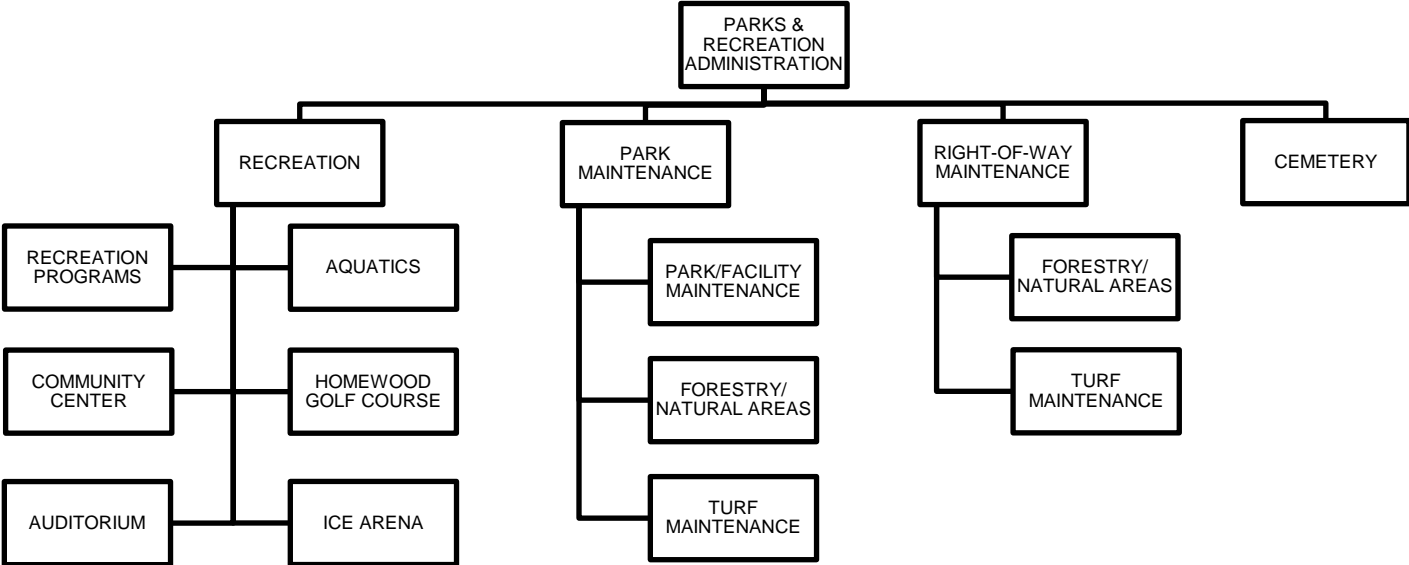 PARKS &
RECREATION
ADMINISTRATION
RECREATION
PARK
MAINTENANCE
RIGHT-OF-WAY
MAINTENANCE
CEMETERY
RECREATION
PROGRAMS
AQUATICS
PARK/FACILITY
MAINTENANCE
FORESTRY/
NATURAL AREAS
COMMUNITY
CENTER
HOMEWOOD
GOLF COURSE
FORESTRY/
NATURAL AREAS
TURF
MAINTENANCE
AUDITORIUM
ICE ARENA
TURF
MAINTENANCE